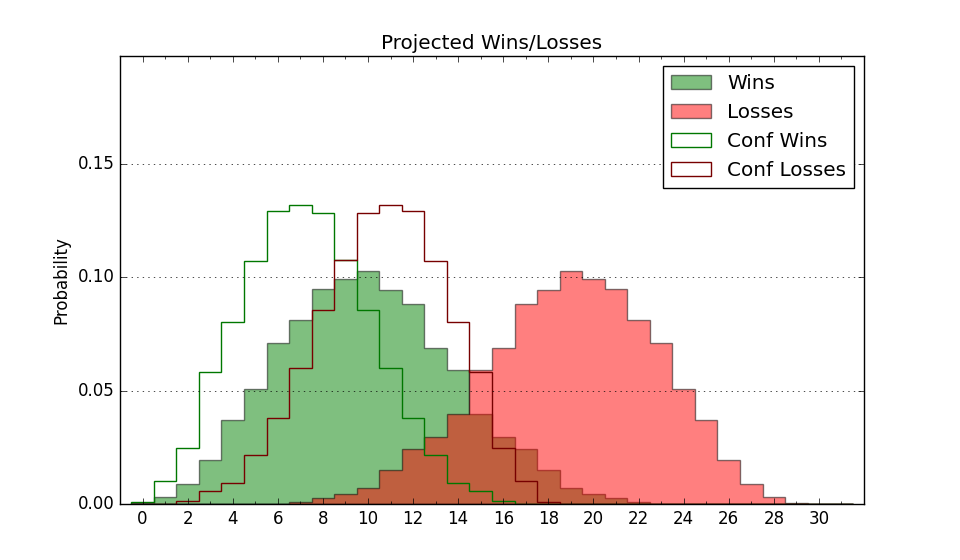 Projected Wins/Losses
Wins
Losses
Conf Wins
Conf Losses
Probability
0.15
0.10
0.05
0.00
0 2 4 6 8 10 12 14 16 18 20 22 24 26 28 30